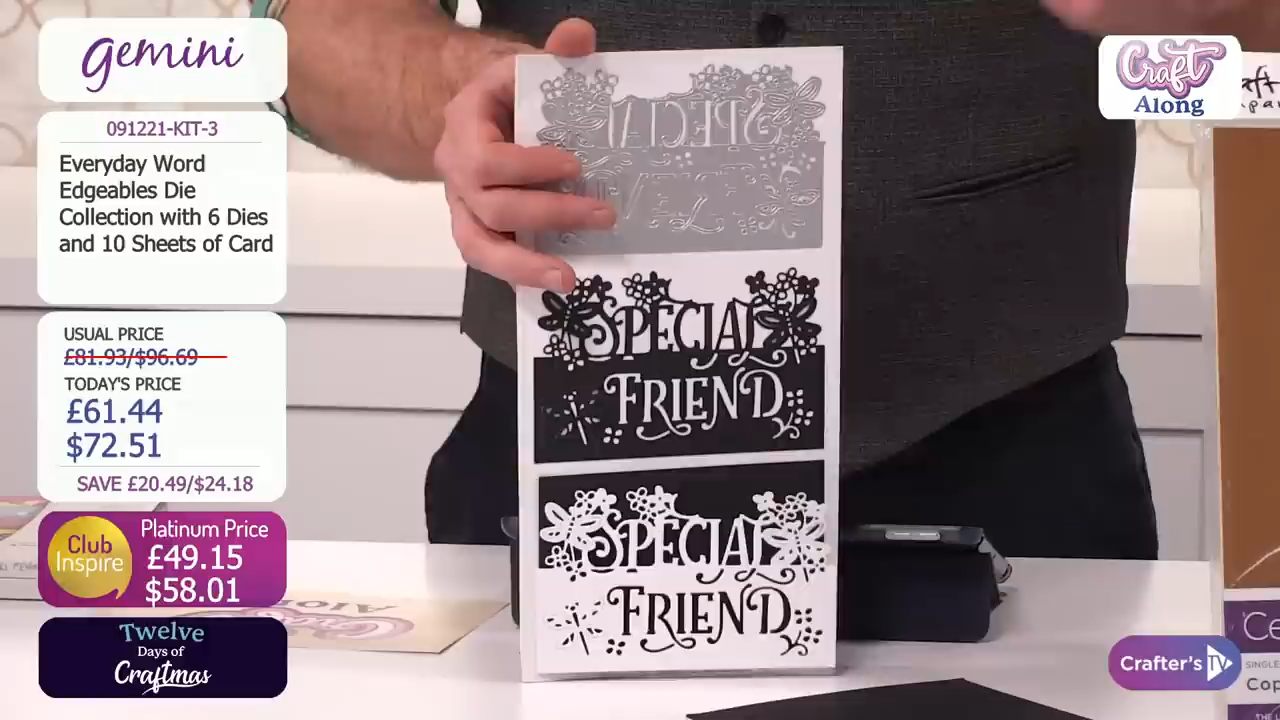 gemini
091221-KIT-3
Everyday Word
Edgeables Die
Collection with 6 Dies
and 10 Sheets of Card
USUAL PRICE
£81.93/$96.69
TODAY'S PRICE
£61.44
$72.51
SAVE £20.49/$24.18
Club
Inspire
Platinum Price
£49.15
$58.01
Twelve
Days of
Craftmas
SPECIAL
SPECIAL
FRIEND
SPECIAL
FRIEND
Craft
Along
Crafter's TV